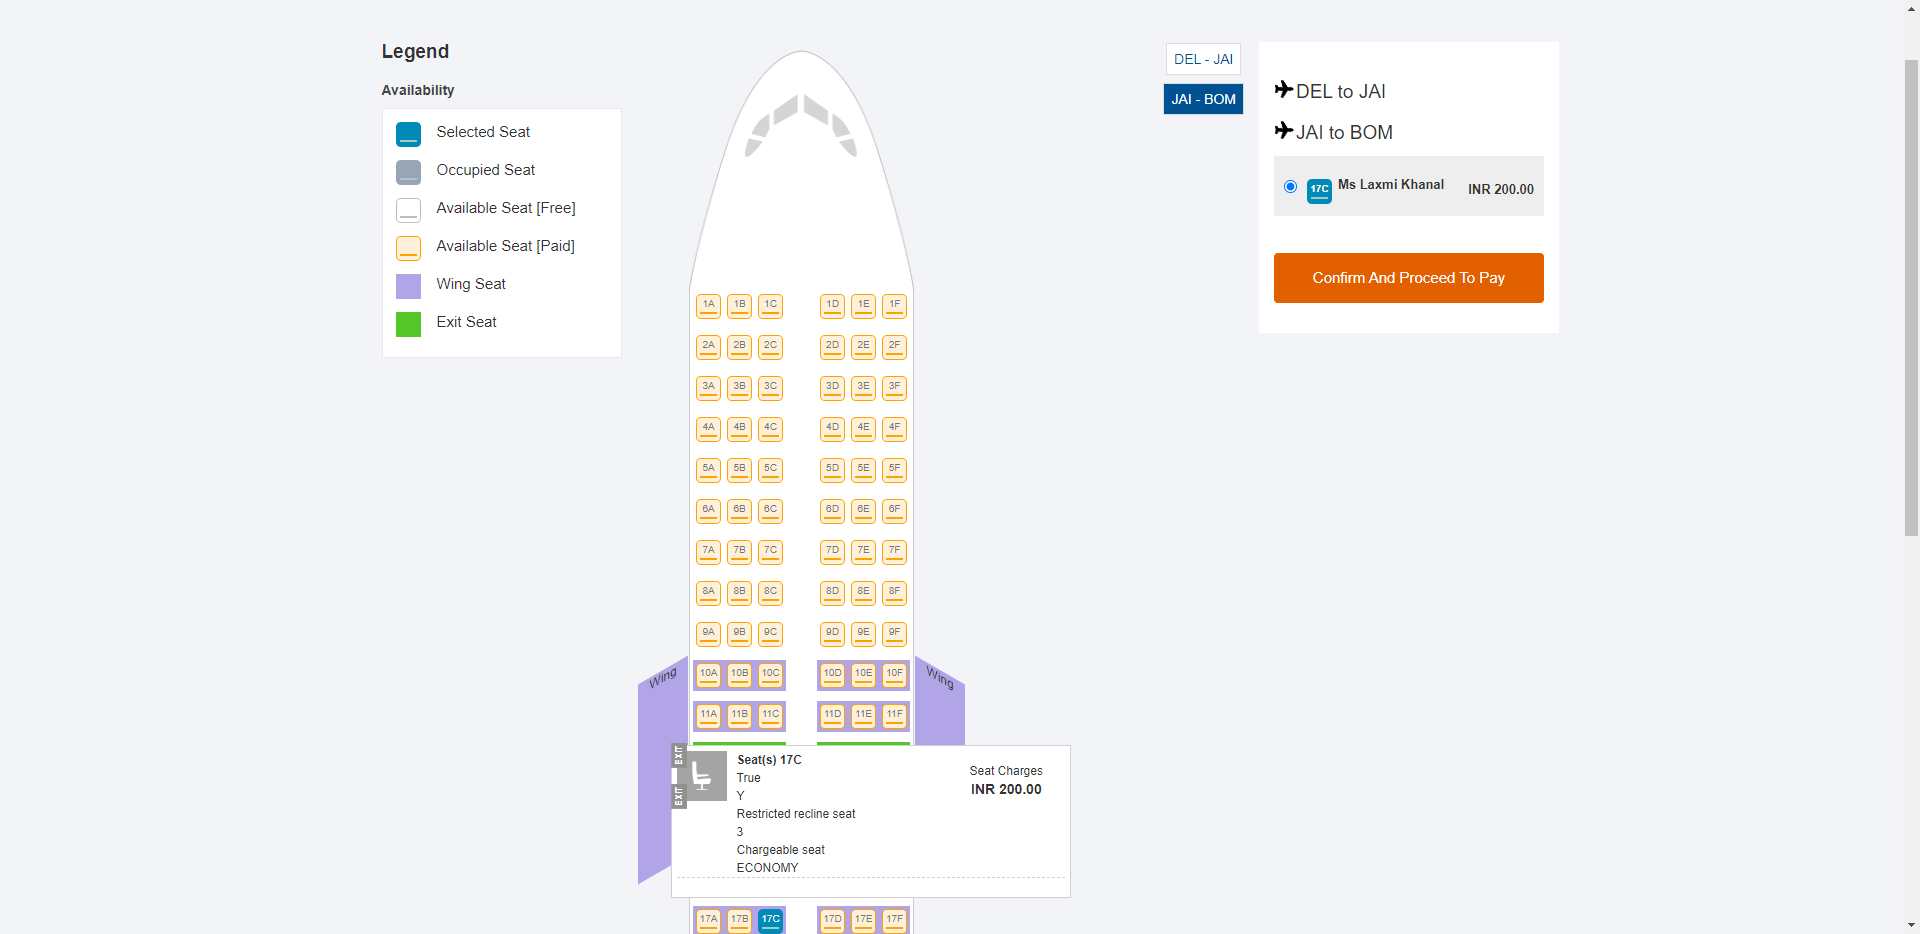 Legend
Availability
Selected Seat
Occupied Seat
Available Seat [Free]
Available Seat [Paid]
Wing Seat
Exit Seat
1A 1B 1C 1D 1E 1F
2A 2B 2C 2D 2E 2F
3A 3B 3C 3D 3E 3F
4A 4B 4C 4D 4E 4F
5A 5B 5C 5D 5E 5F
6A 6B 6C 6D 6E 6F
7A 7B 7C 7D 7E 7F
8A 8B 8C 8D 8E 8F
9A 9B 9C 9D 9E 9F
Wing 10A 10B 10C 10D 10E 10F Wing
11A 11B 11C 11D 11E 11F
EXIT
EXIT
Seat(s) 17C
True
Y
Restricted recline seat
3
Chargeable seat
ECONOMY
Seat Charges
INR 200.00
17A 17B 17C 17D 17E 17F
DEL - JAI
JAI - BOM
DEL to JAI
JAI to BOM
17C Ms Laxmi Khanal INR 200.00
Confirm And Proceed To Pay